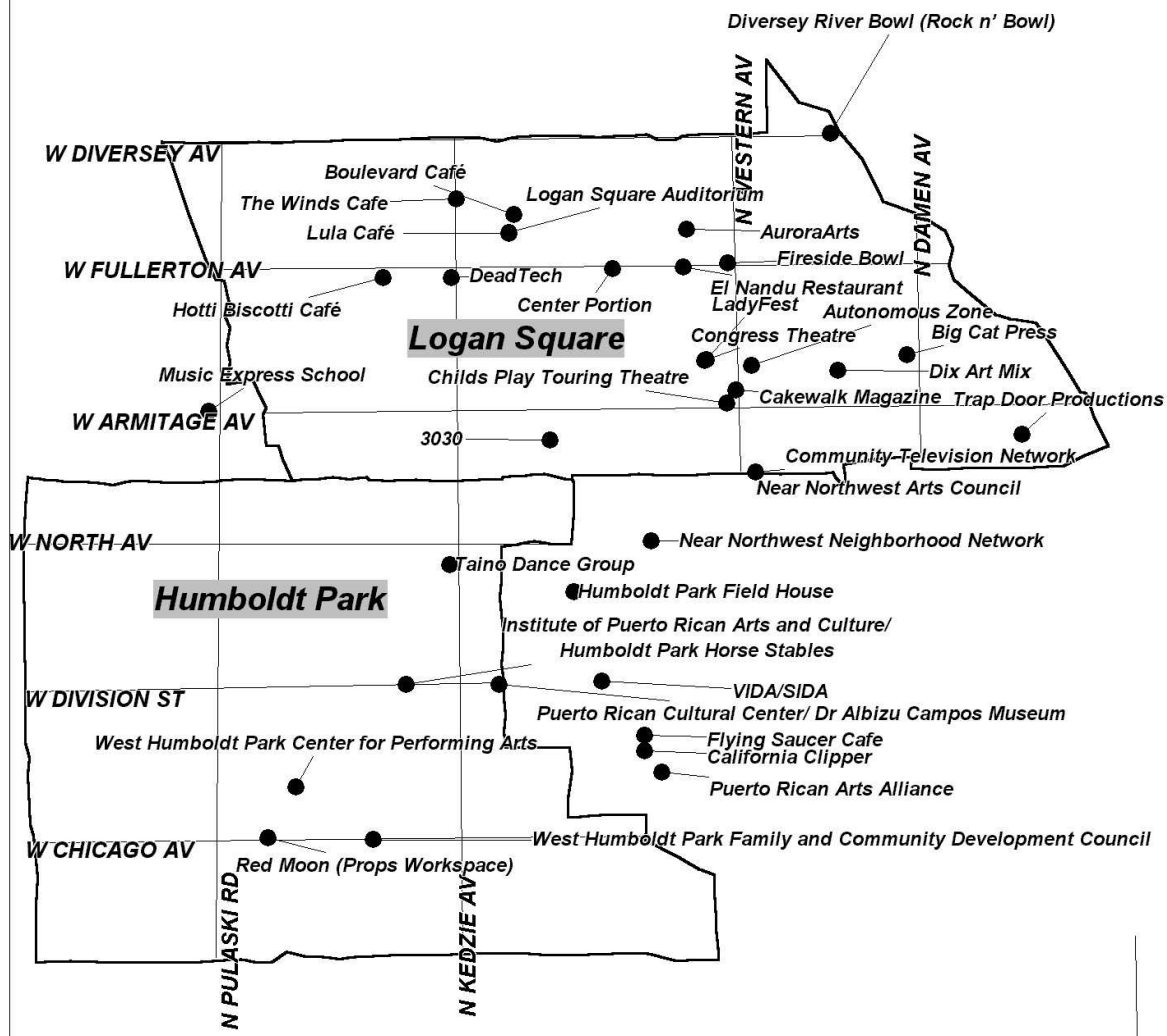 Diversey River Bowl (Rock n' Bowl)
N WESTERN AV
N DAMEN AV
W DIVERSEY AV
Boulevard Café
The Winds Cafe
Logan Square Auditorium
Lula Café
AuroraArts
W FULLERTON AV
Fireside Bowl
DeadTech
El Nandu Restaurant
Hotti Biscotti Café
Center Portion
LadyFest
Autonomous Zone
Logan Square
Congress Theatre
Big Cat Press
Music Express School
Childs Play Touring Theatre
Dix Art Mix
Cakewalk Magazine
Trap Door Productions
W ARMITAGE AV
3030
Community Television Network
Near Northwest Arts Council
W NORTH AV
Near Northwest Neighborhood Network
Taino Dance Group
Humboldt Park
Humboldt Park Field House
Institute of Puerto Rican Arts and Culture/
Humboldt Park Horse Stables
W DIVISION ST
VIDA/SIDA
Puerto Rican Cultural Center/ Dr Albizu Campos Museum
West Humboldt Park Center for Performing Arts
Flying Saucer Cafe
California Clipper
Puerto Rican Arts Alliance
W CHICAGO AV
West Humboldt Park Family and Community Development Council
Red Moon (Props Workspace)
N PULASKI RD
N KEDZIE AV